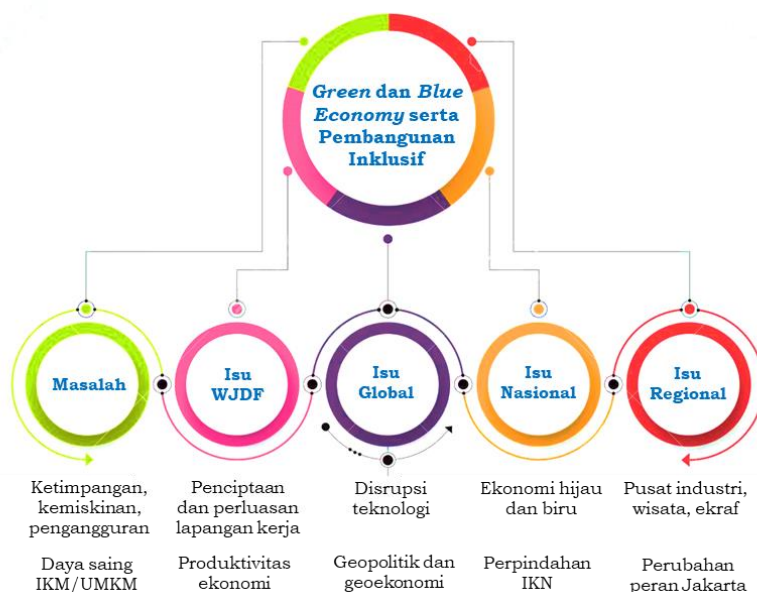 Green dan Blue
Economy serta
Pembangunan
Inklusif
Masalah
Isu
WJDF
Isu
Global
Isu
Nasional
Isu
Regional
Ketimpangan,
kemiskinan,
pengangguran
Daya saing
IKM/UMKM
Penciptaan
dan perluasan
lapangan kerja
Produktivitas
ekonomi
Disrupsi
teknologi
Geopolitik dan
geoekonomi
Ekonomi hijau
dan biru
Perpindahan
IKN
Pusat industri,
wisata, ekraf
Perubahan
peran Jakarta